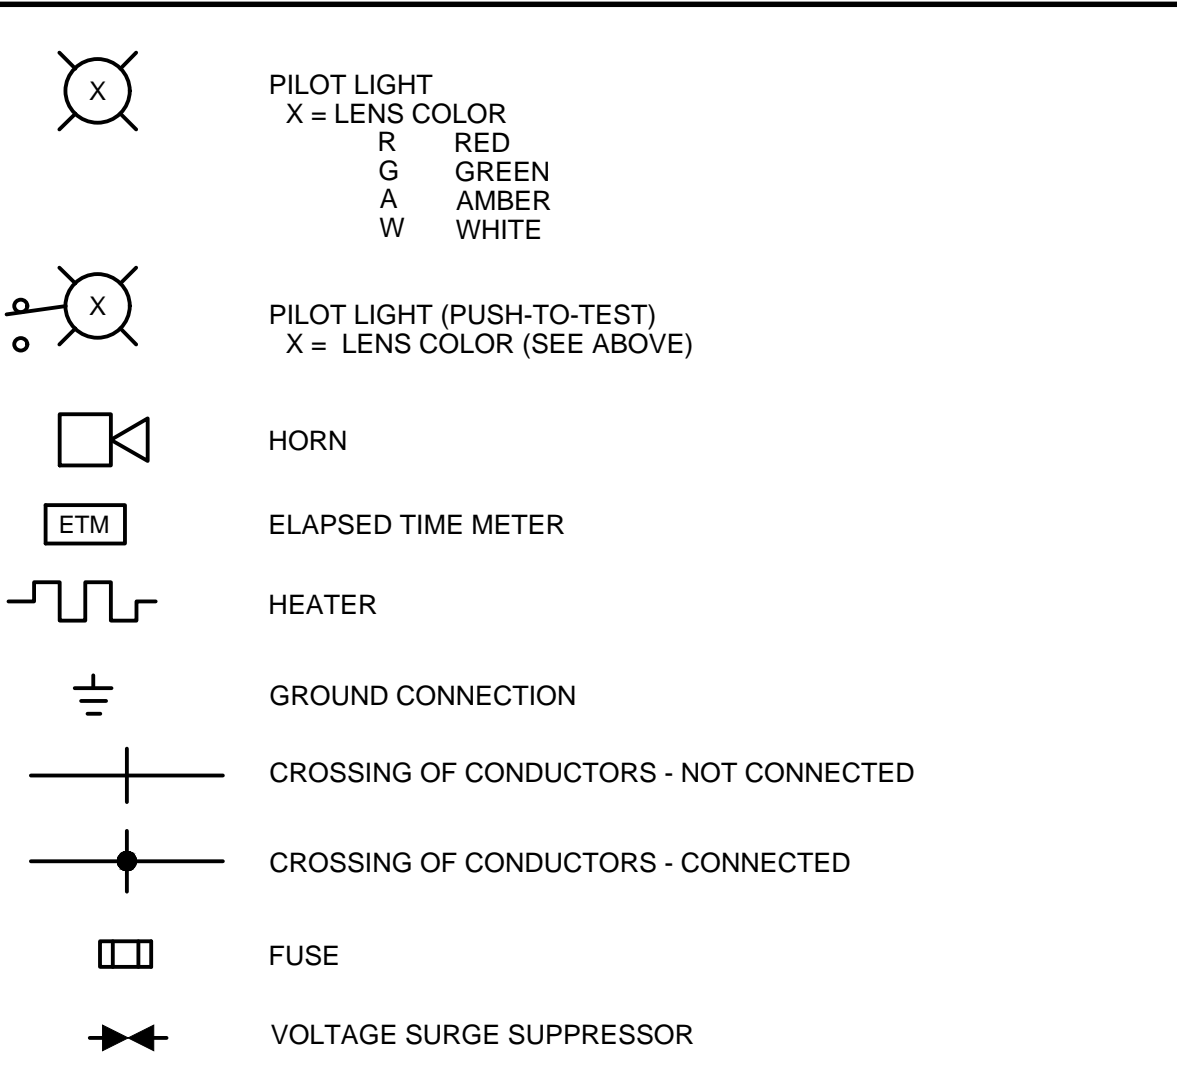 X
PILOT LIGHT
X = LENS COLOR
R RED
G GREEN
A AMBER
W WHITE
X
PILOT LIGHT (PUSH-TO-TEST)
X = LENS COLOR (SEE ABOVE)
HORN
ETM
ELAPSED TIME METER
HEATER
GROUND CONNECTION
CROSSING OF CONDUCTORS - NOT CONNECTED
CROSSING OF CONDUCTORS - CONNECTED
FUSE
VOLTAGE SURGE SUPPRESSOR